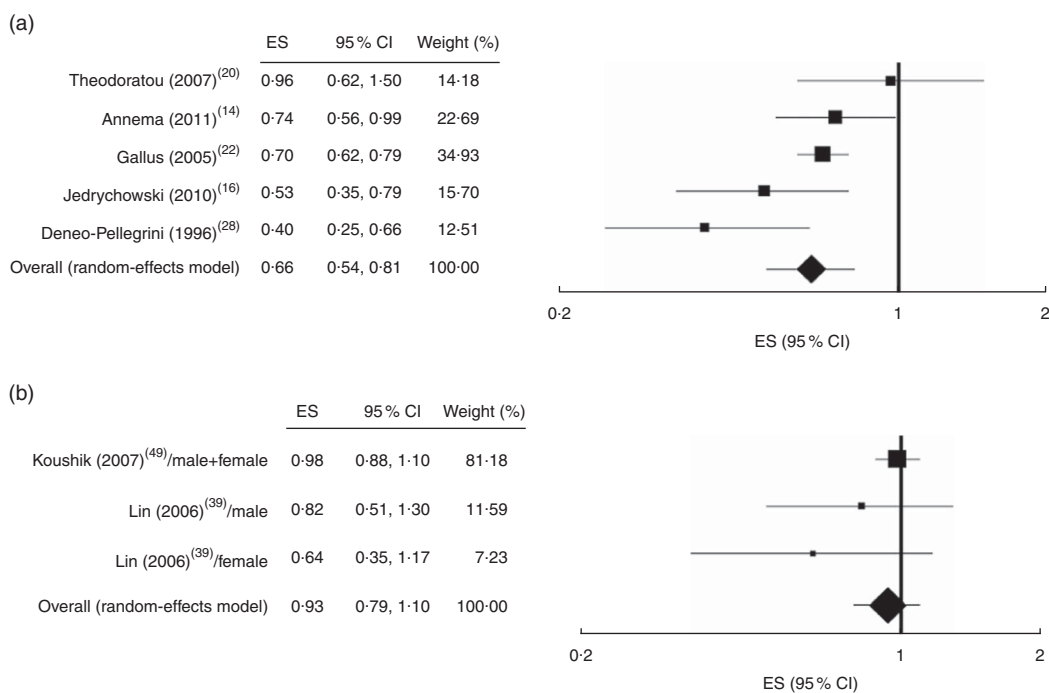 (a)
ES 95 % CI Weight (%)
Theodoratou (2007)(20) 0·96 0·62, 1·50 14·18
Annema (2011)(14) 0·74 0·56, 0·99 22·69
Gallus (2005)(22) 0·70 0·62, 0·79 34·93
Jedrychowski (2010)(16) 0·53 0·35, 0·79 15·70
Deneo-Pellegrini (1996)(28) 0·40 0·25, 0·66 12·51
Overall (random-effects model) 0·66 0·54, 0·81 100·00
0·2 1 2
ES (95 % CI)
(b)
ES 95 % CI Weight (%)
Koushik (2007)(49)/male+female 0·98 0·88, 1·10 81·18
Lin (2006)(39)/male 0·82 0·51, 1·30 11·59
Lin (2006)(39)/female 0·64 0·35, 1·17 7·23
Overall (random-effects model) 0·93 0·79, 1·10 100·00
0·2 1 2
ES (95 % CI)